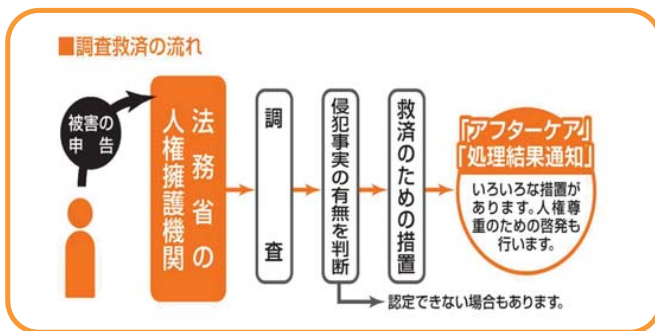 ■調査救済の流れ
被害の
申告
法務省の
人権擁護機関
調査
侵犯事実の有無を判断
救済のための措置
「アフターケア」
「処理結果通知」
いろいろな措置が
あります。人権尊
重のための啓発も
行います。
認定できない場合もあります。